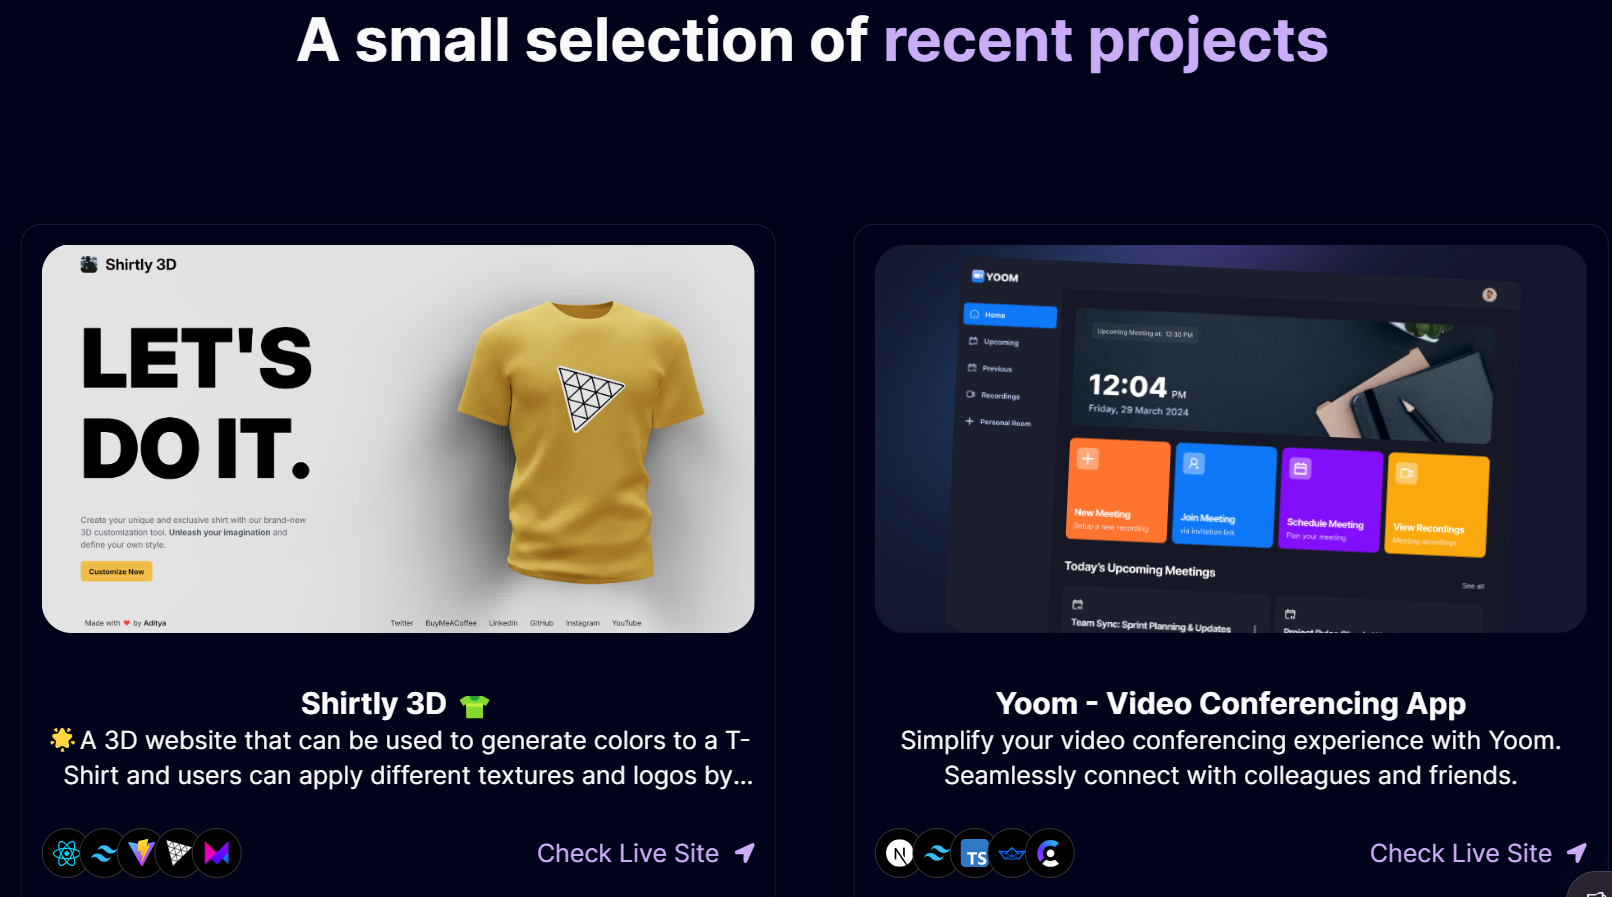 A small selection of recent projects
Shirtly 3D
LET'S
DO IT.
Create your unique and exclusive shirt with our brand-new
3D customization tool. Unleash your imagination and
define your own style.
Customize Now
Made with ❤ by Aditya
Twitter BuyMeACoffee LinkedIn GitHub Instagram YouTube
Shirtly 3D 👕
🌟A 3D website that can be used to generate colors to a T-
Shirt and users can apply different textures and logos by...
Check Live Site
YOOM
Home
Upcoming
Previous
Recordings
Personal Room
Upcoming Meeting at: 12:30 PM
12:04 PM
Friday, 29 March 2024
New Meeting
Setup a new recording
Join Meeting
via invitation link
Schedule Meeting
Plan your meeting
View Recordings
Meeting recordings
Today's Upcoming Meetings
See all
Team Sync: Sprint Planning & Updates
Project
Yoom - Video Conferencing App
Simplify your video conferencing experience with Yoom.
Seamlessly connect with colleagues and friends.
N
TS
Check Live Site